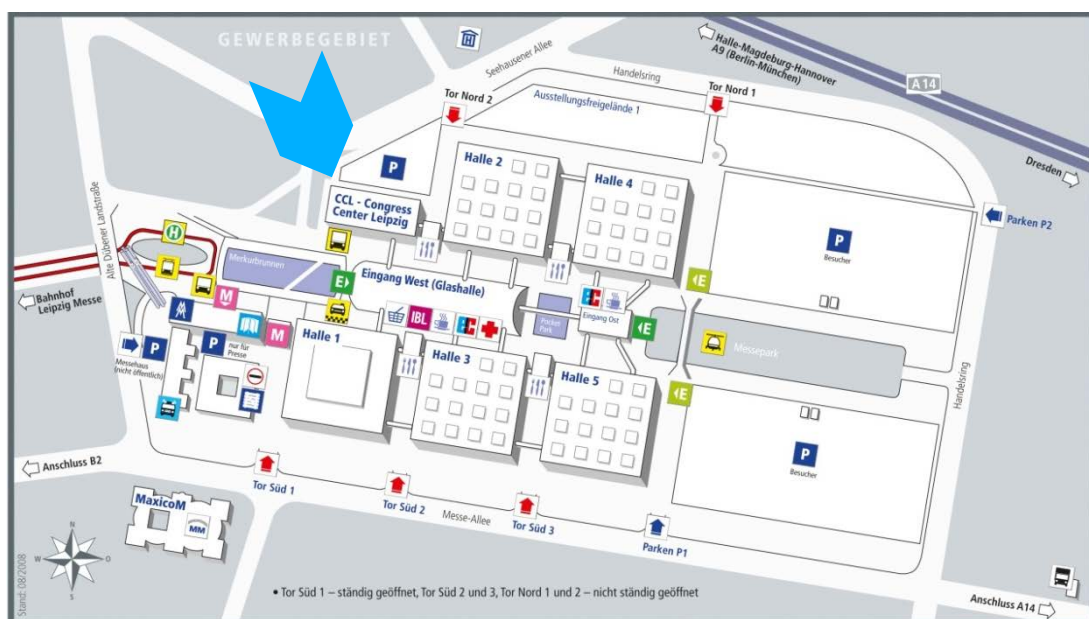 GEWERBEGEBIET
H
Seehausener Allee
Halle-Magdeburg-Hannover
A9 (Berlin-München)
A14
Handelsring
Tor Nord 2
Tor Nord 1
Ausstellungsfreigelände 1
Dresden
P
Halle 2
Halle 4
Parken P2
CCL - Congress
Center Leipzig
Alte Dübener Landstraße
H
P
Besucher
Merkurbrunnen
E
Eingang West (Glashalle)
E
Bahnhof
Leipzig Messe
M
IBL
EC
EC
Pocket
Park
Eingang Ost
E
Messepark
P
Messehaus
(nicht öffentlich)
P
nur für
Presse
M
Halle 1
Halle 3
Halle 5
E
Handelsring
P
Besucher
Anschluss B2
Tor Süd 1
Tor Süd 2
Tor Süd 3
Messe-Allee
Parken P1
MaxicoM
MM
N
W
O
S
Stand: 08/2008
• Tor Süd 1 – ständig geöffnet, Tor Süd 2 und 3, Tor Nord 1 und 2 – nicht ständig geöffnet
Anschluss A14